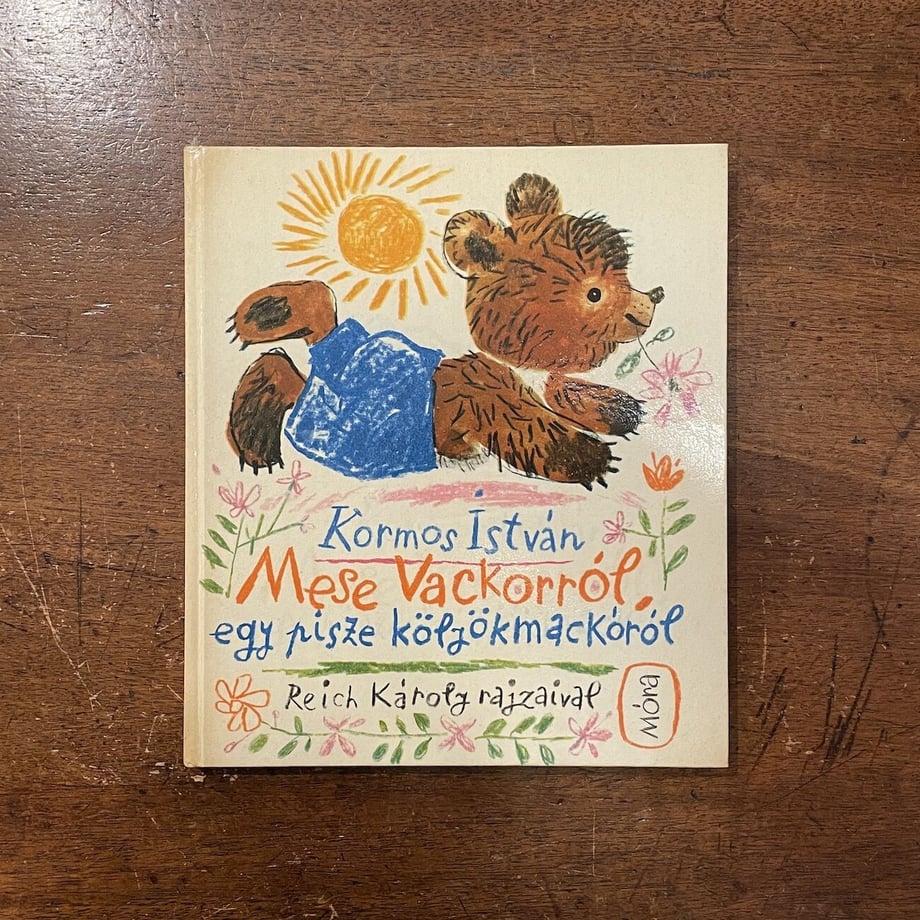 Kormos István
Mese Vackorról,
egy pisze kölyökmackóról
Reich Károly rajzaival
Móra